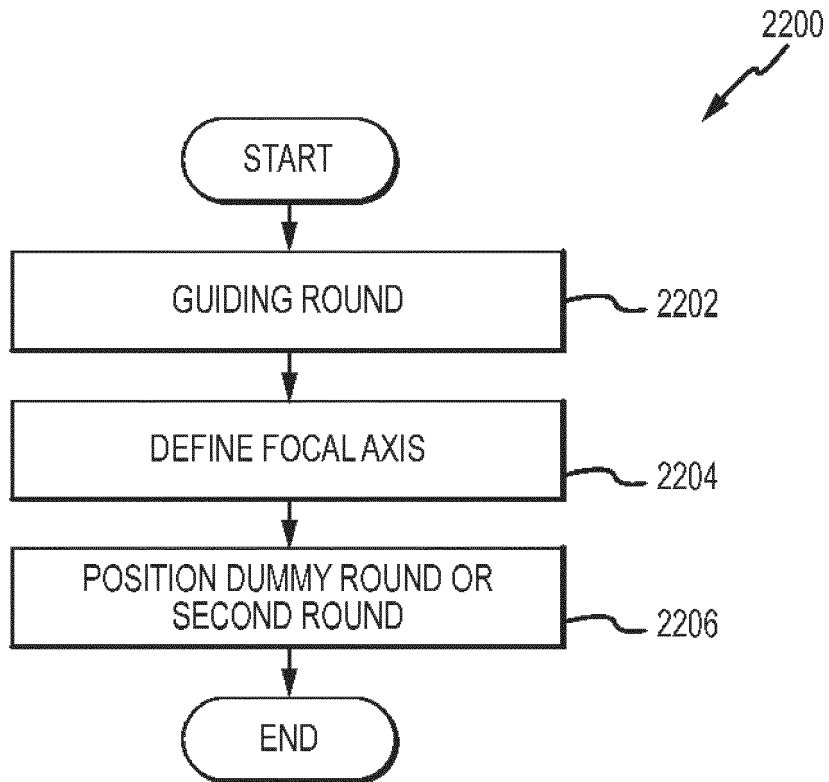 2200
START
GUIDING ROUND
2202
DEFINE FOCAL AXIS
2204
POSITION DUMMY ROUND OR
SECOND ROUND
2206
END